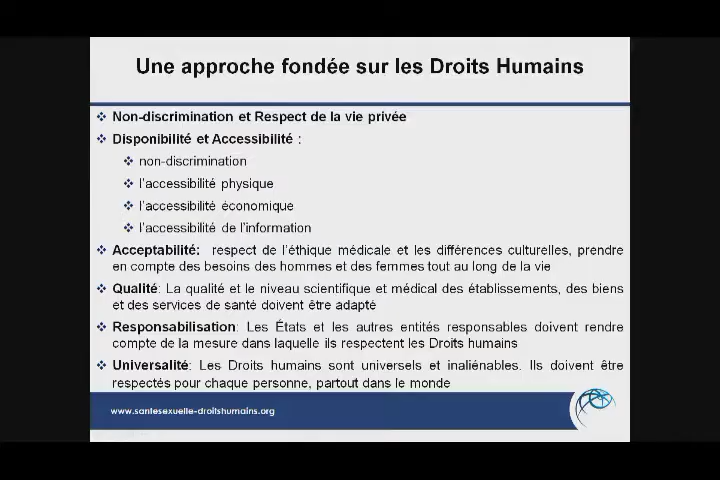 Une approche fondée sur les Droits Humains
❖ Non-discrimination et Respect de la vie privée
❖ Disponibilité et Accessibilité :
❖ non-discrimination
❖ l'accessibilité physique
❖ l'accessibilité économique
❖ l'accessibilité de l'information
❖ Acceptabilité: respect de l'éthique médicale et les différences culturelles, prendre
en compte des besoins des hommes et des femmes tout au long de la vie
❖ Qualité: La qualité et le niveau scientifique et médical des établissements, des biens
et des services de santé doivent être adapté
❖ Responsabilisation: Les États et les autres entités responsables doivent rendre
compte de la mesure dans laquelle ils respectent les Droits humains
❖ Universalité: Les Droits humains sont universels et inaliénables. Ils doivent être
respectés pour chaque personne, partout dans le monde
www.santesexuelle-droitshumains.org